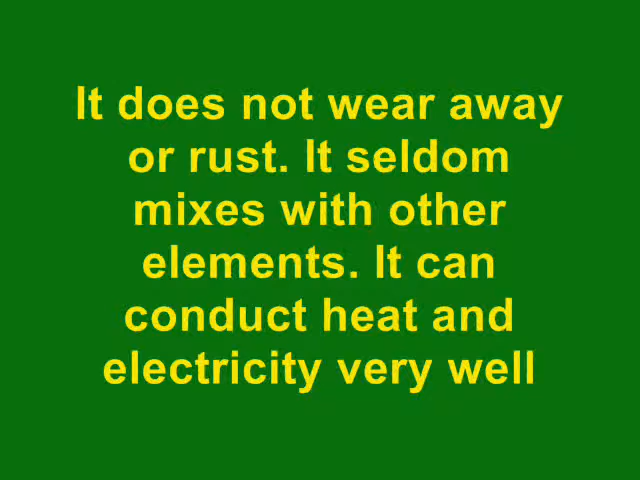 It does not wear away
or rust. It seldom
mixes with other
elements. It can
conduct heat and
electricity very well